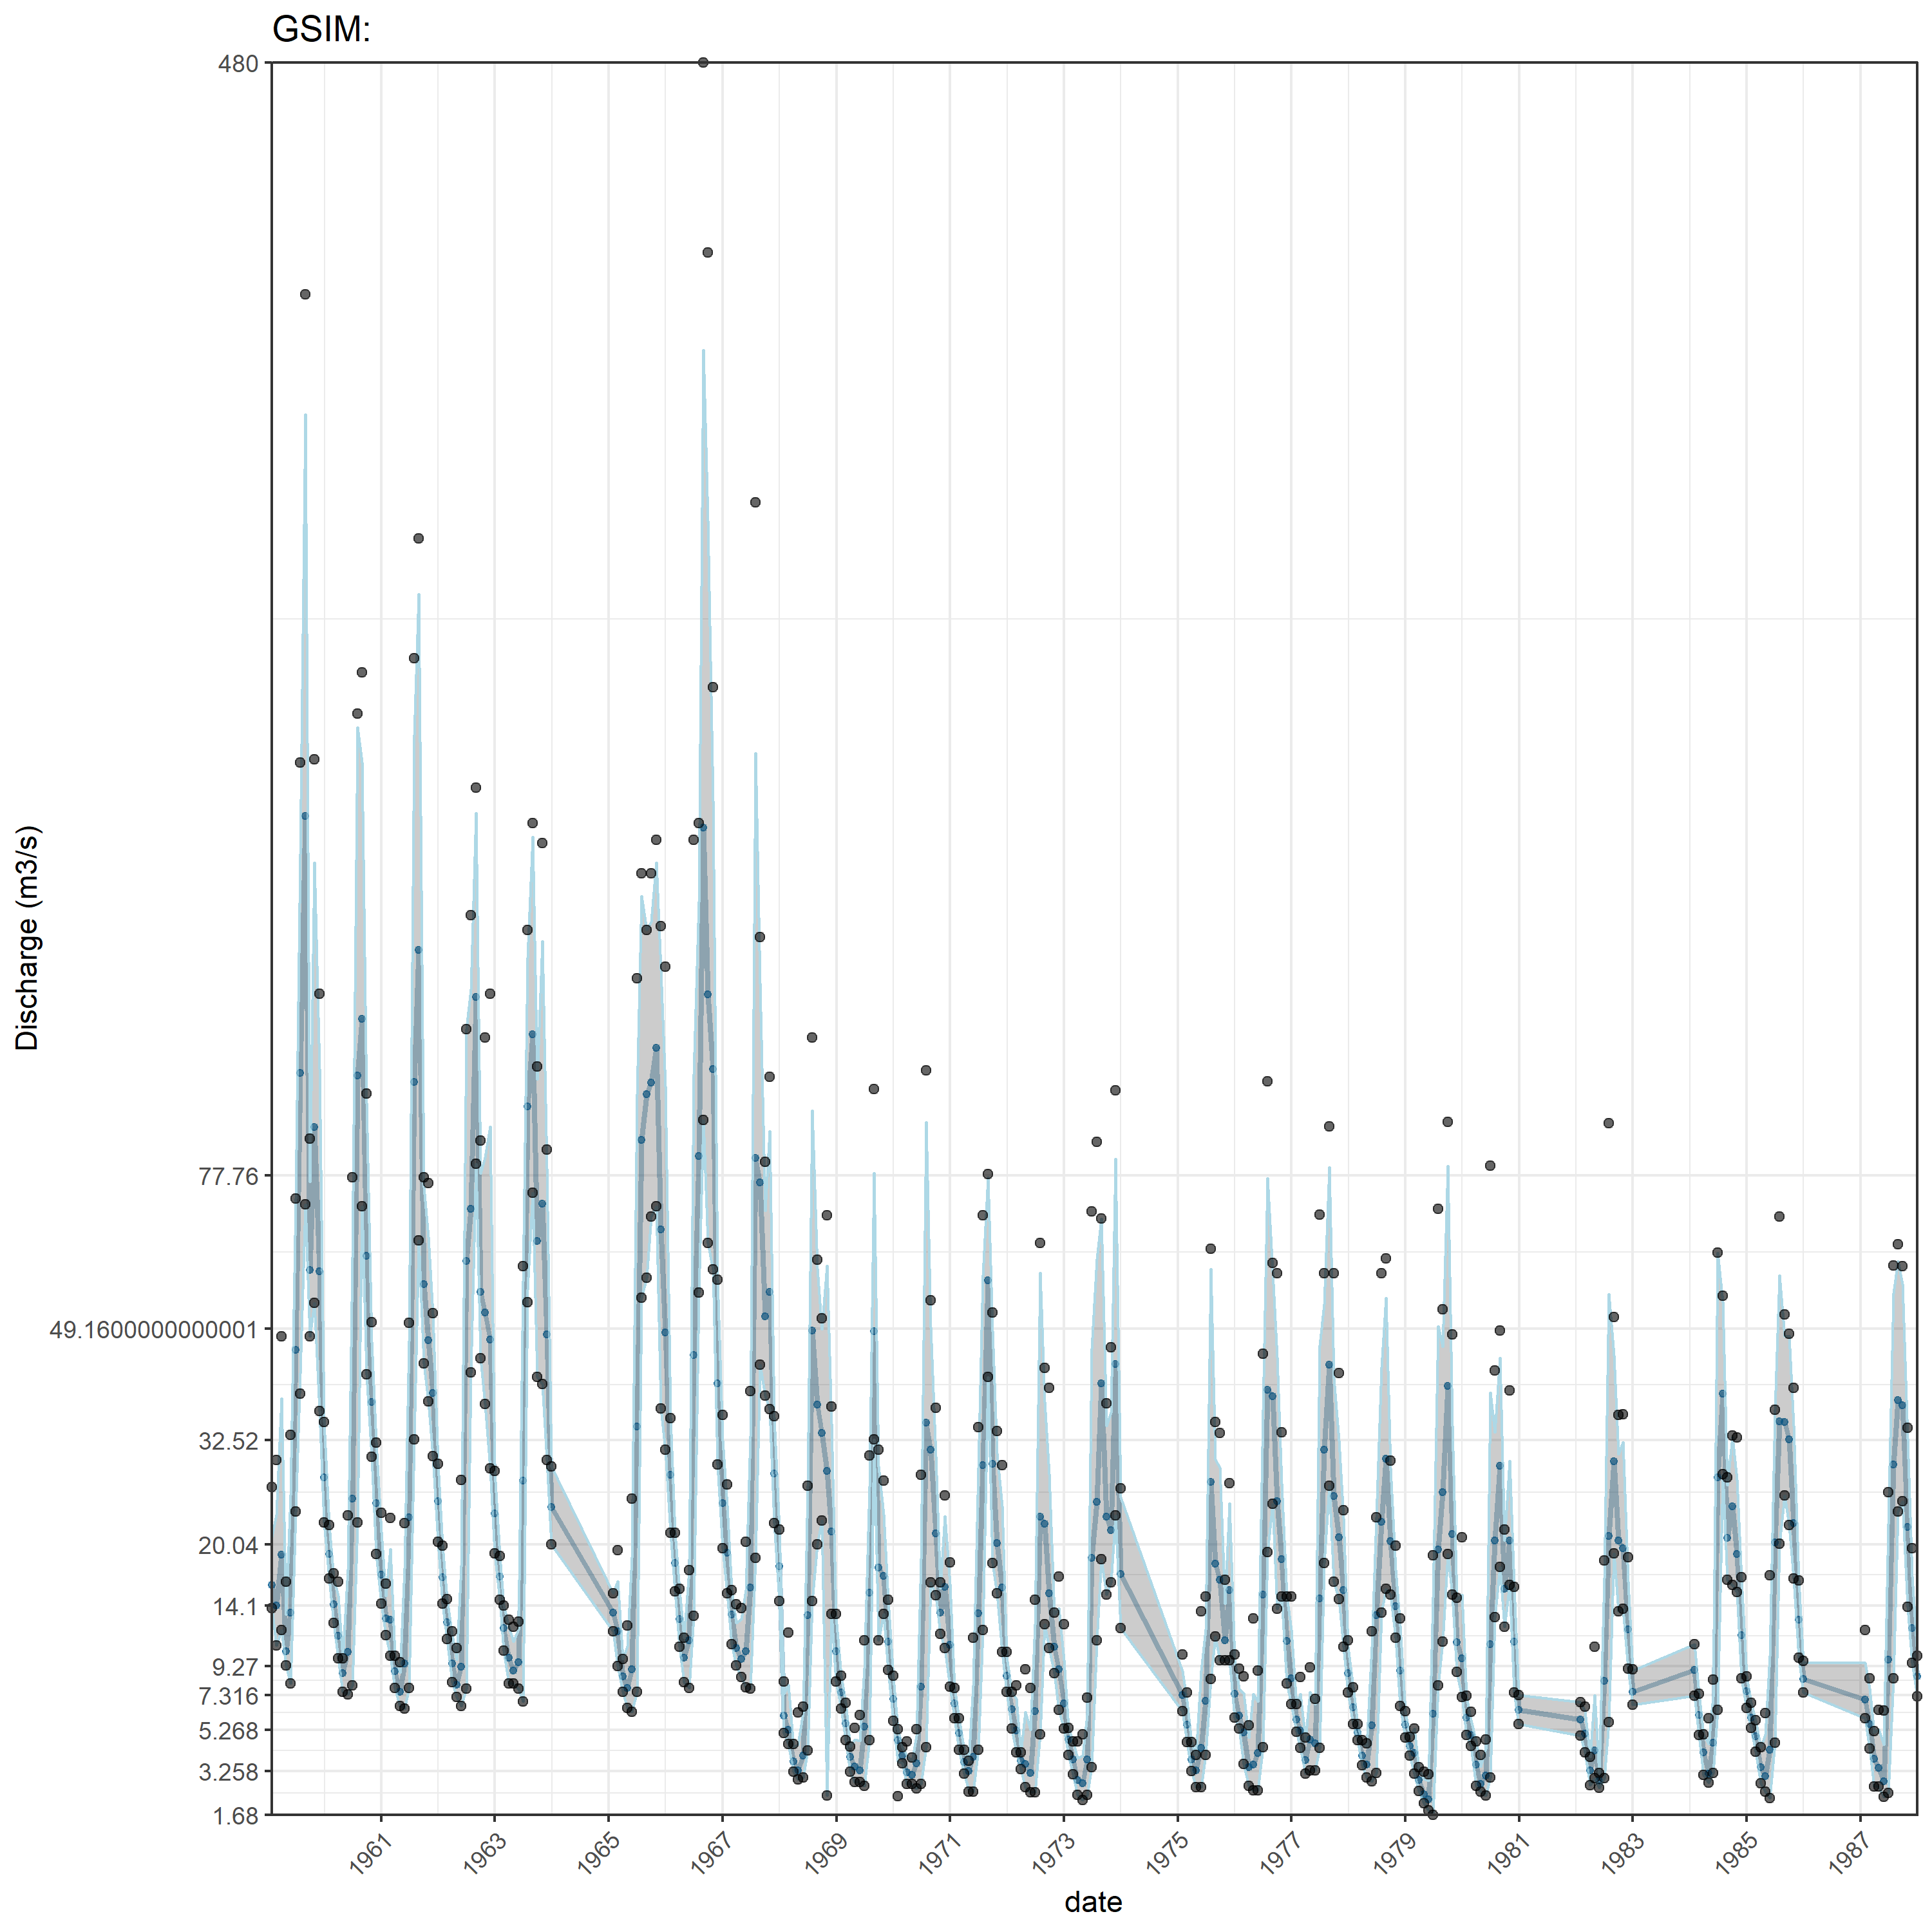 GSIM:
480
77.76
49.1600000000001
32.52
20.04
14.1
9.27
7.316
5.268
3.258
1.68
Discharge (m3/s)
1961 1963 1965 1967 1969 1971 1973 1975 1977 1979 1981 1983 1985 1987
date